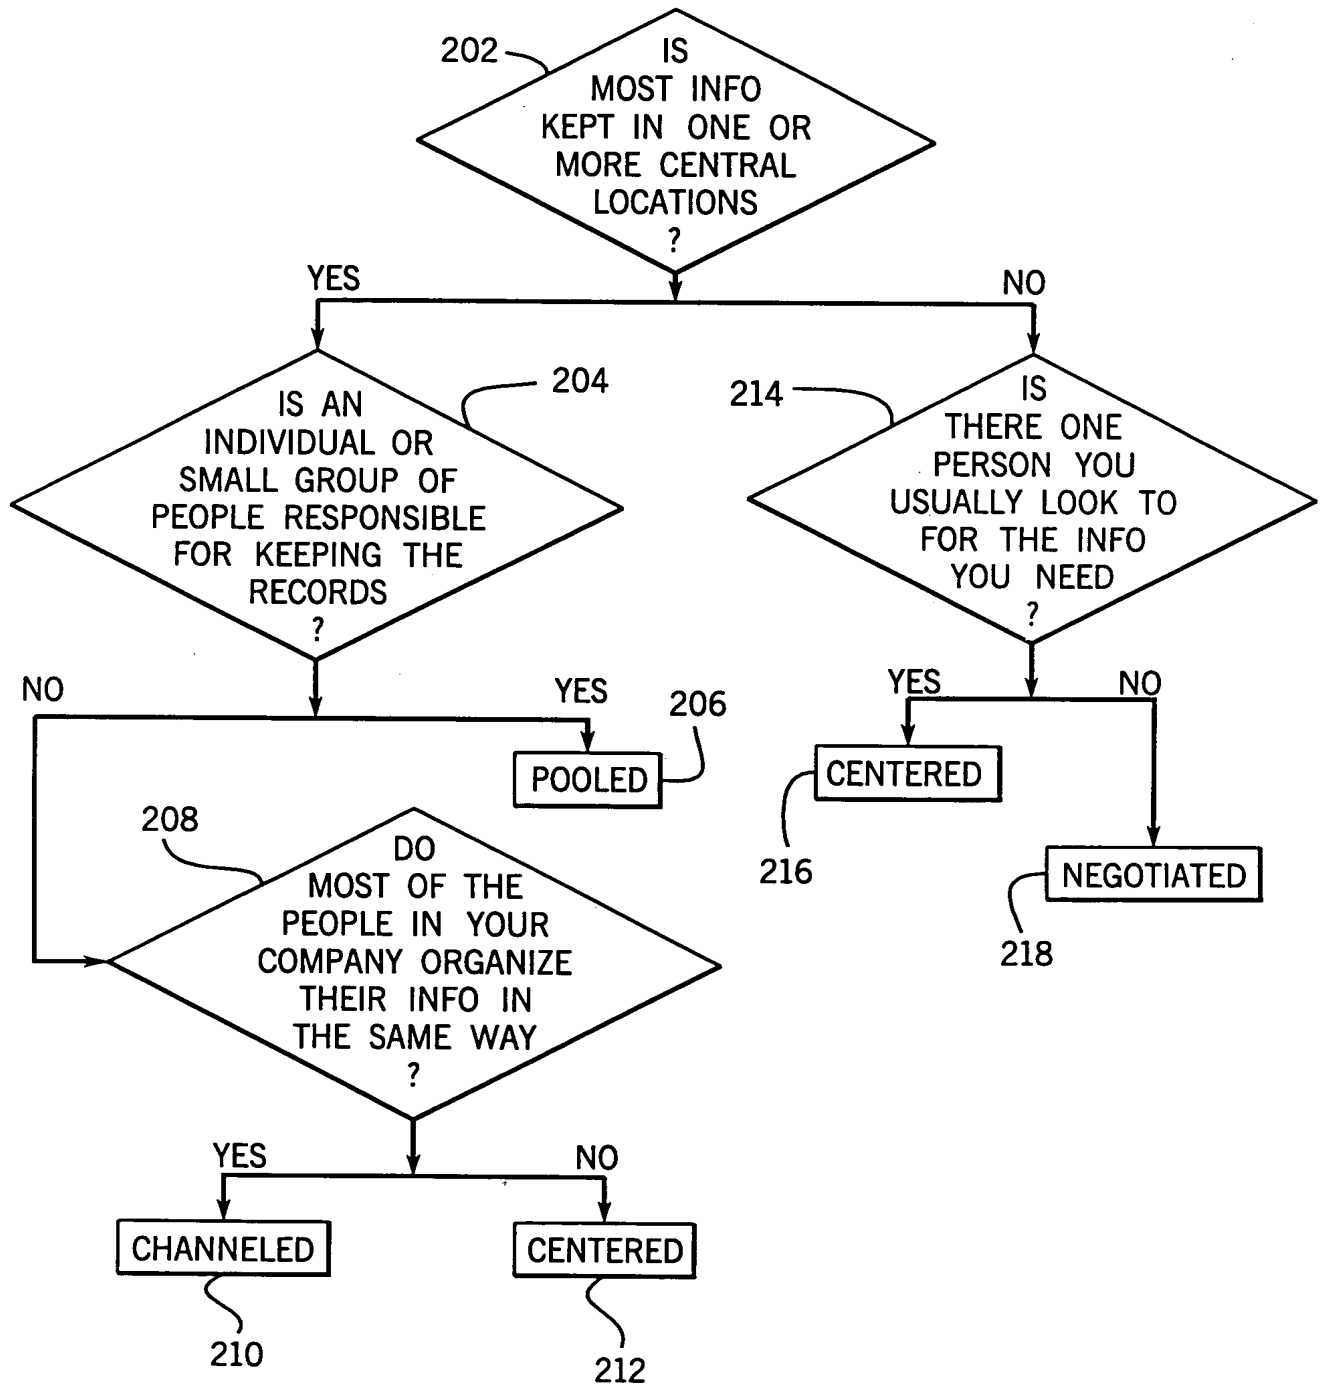 202
IS
MOST INFO
KEPT IN ONE OR
MORE CENTRAL
LOCATIONS
?
YES
NO
204
IS AN
INDIVIDUAL OR
SMALL GROUP OF
PEOPLE RESPONSIBLE
FOR KEEPING THE
RECORDS
?
214
IS
THERE ONE
PERSON YOU
USUALLY LOOK TO
FOR THE INFO
YOU NEED
?
NO
YES
206
POOLED
YES
NO
CENTERED
216
NEGOTIATED
218
208
DO
MOST OF THE
PEOPLE IN YOUR
COMPANY ORGANIZE
THEIR INFO IN
THE SAME WAY
?
YES
NO
CHANNELED
210
CENTERED
212